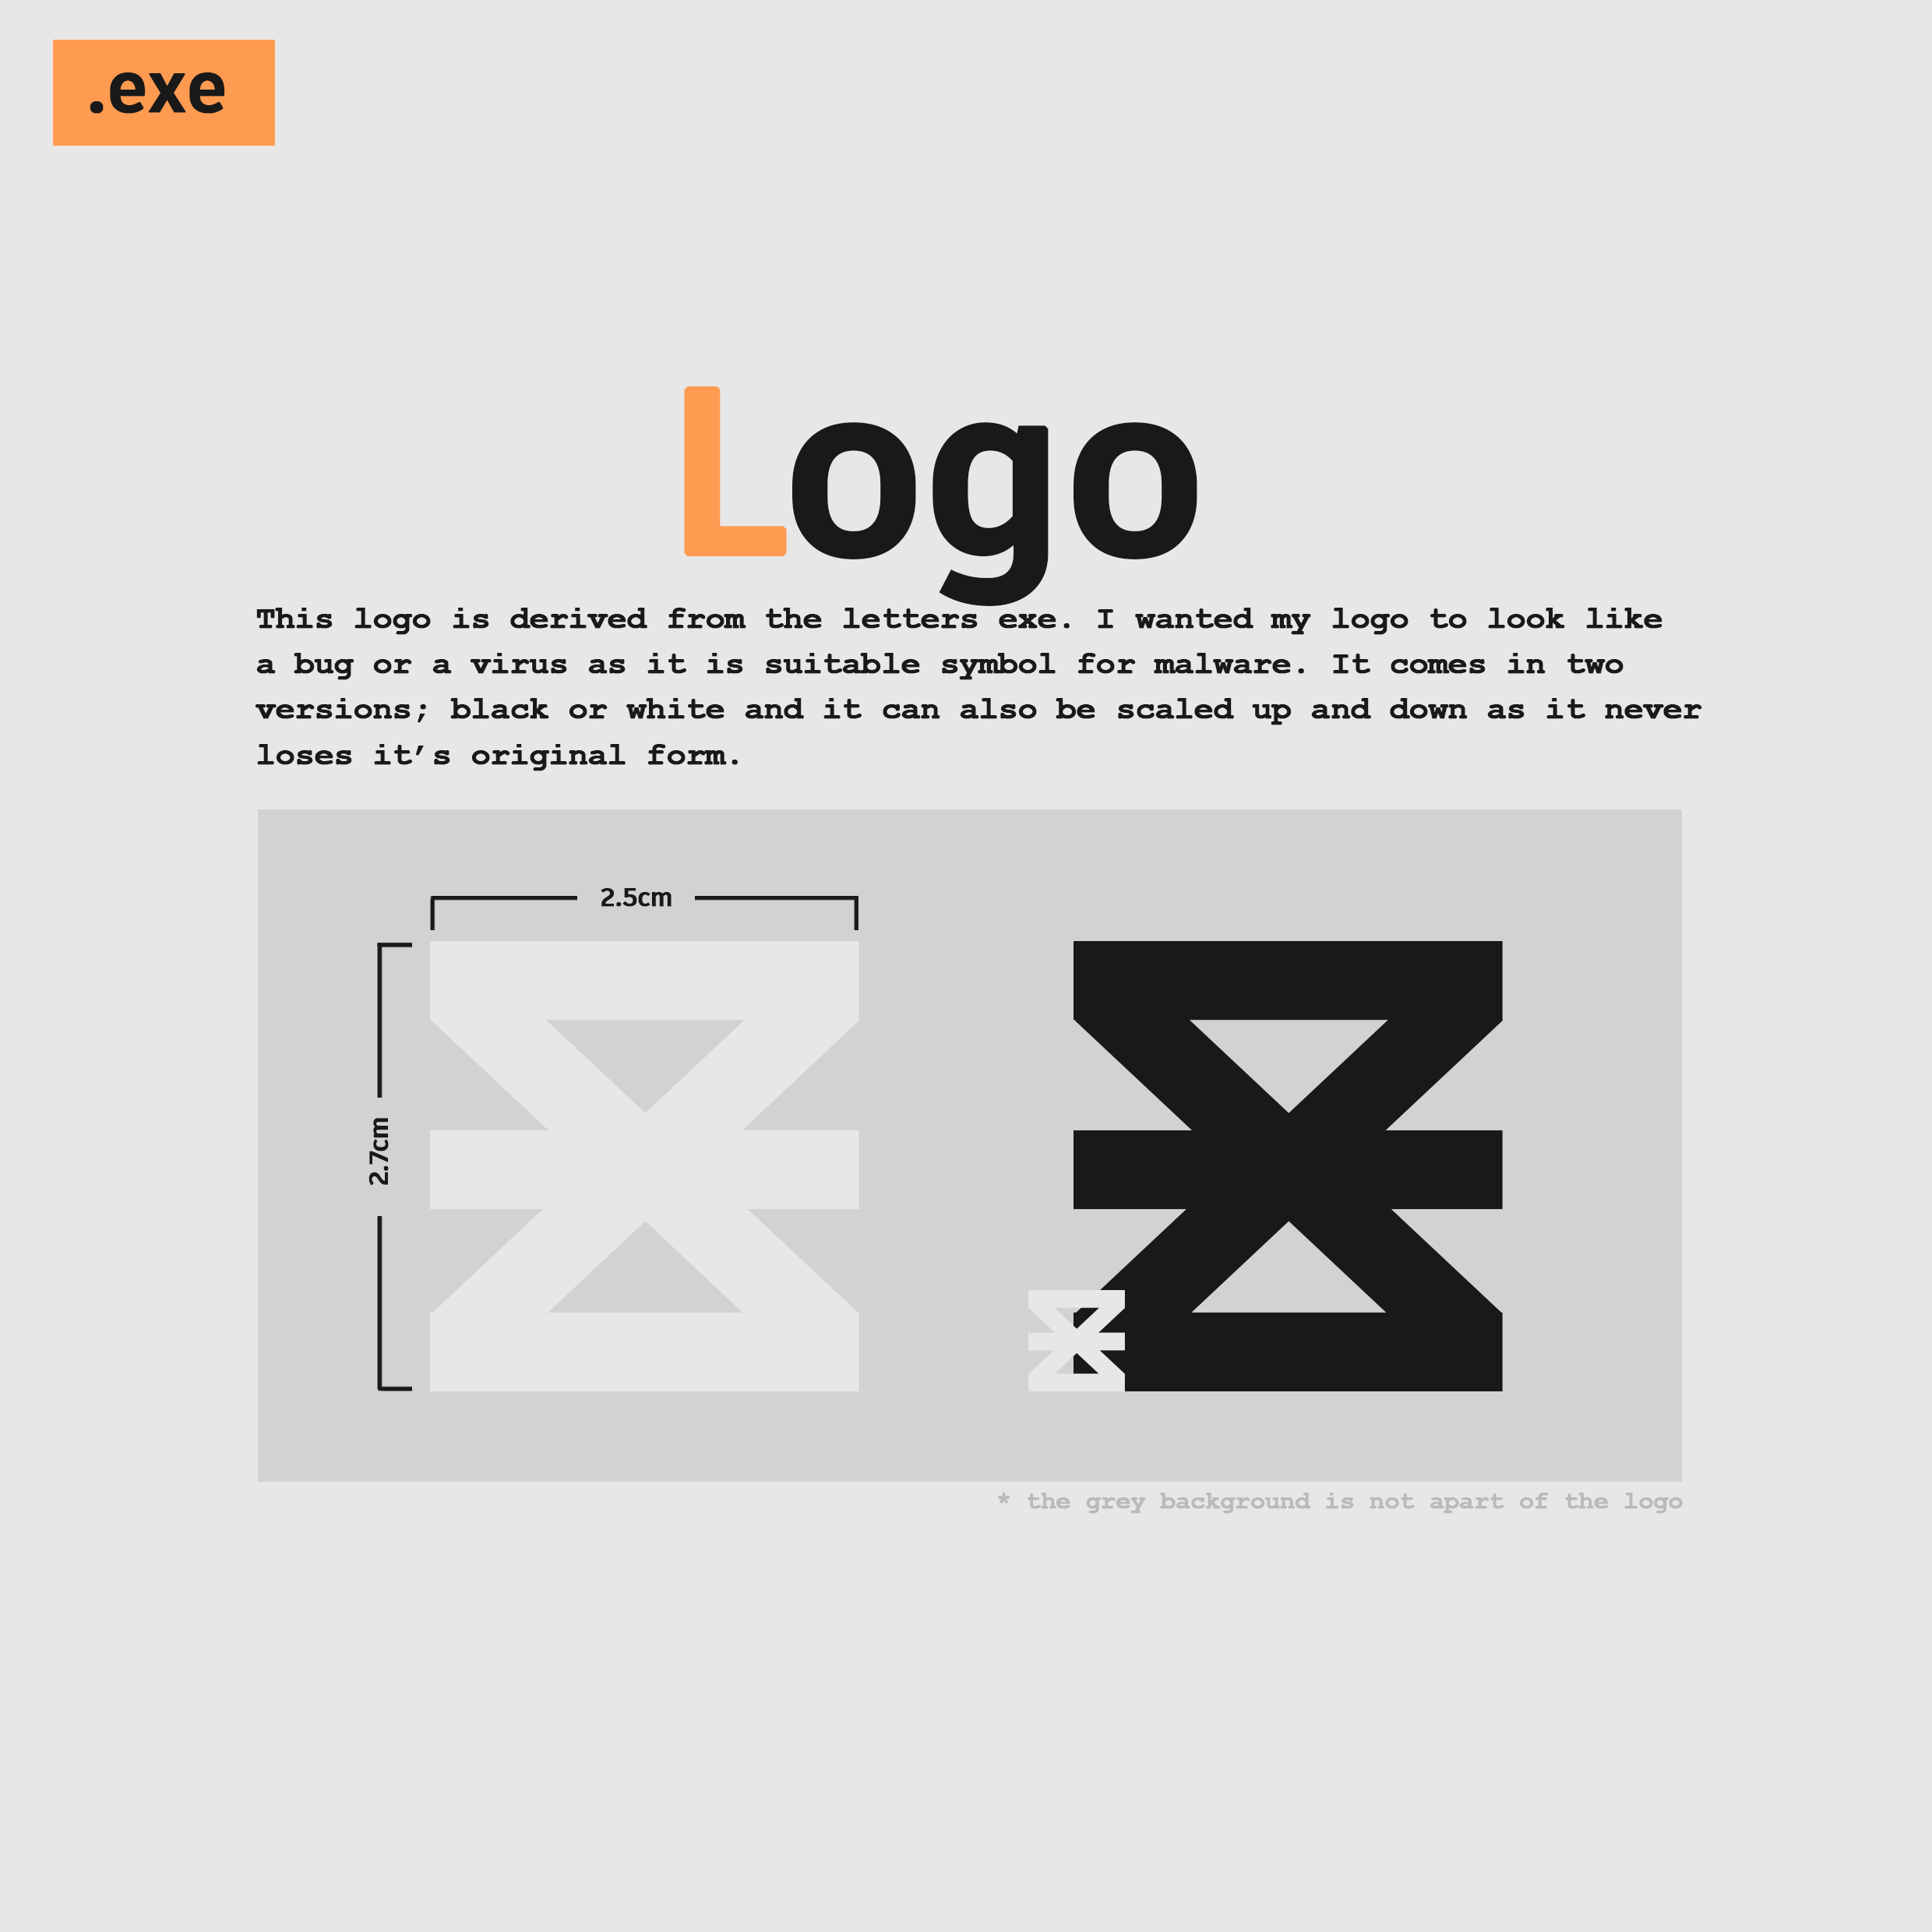 .exe
Logo
This logo is derived from the letters exe. I wanted my logo to look like
a bug or a virus as it is suitable symbol for malware. It comes in two
versions; black or white and it can also be scaled up and down as it never
loses it’s original form.
2.5cm
2.7cm
* the grey background is not apart of the logo